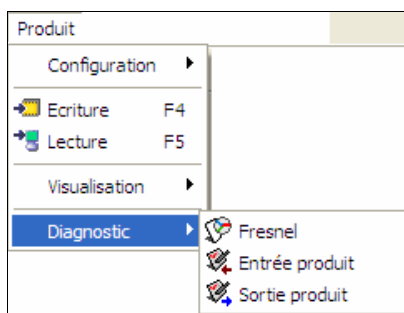 Produit
Configuration
Ecriture F4
Lecture F5
Visualisation
Diagnostic
Fresnel
Entrée produit
Sortie produit